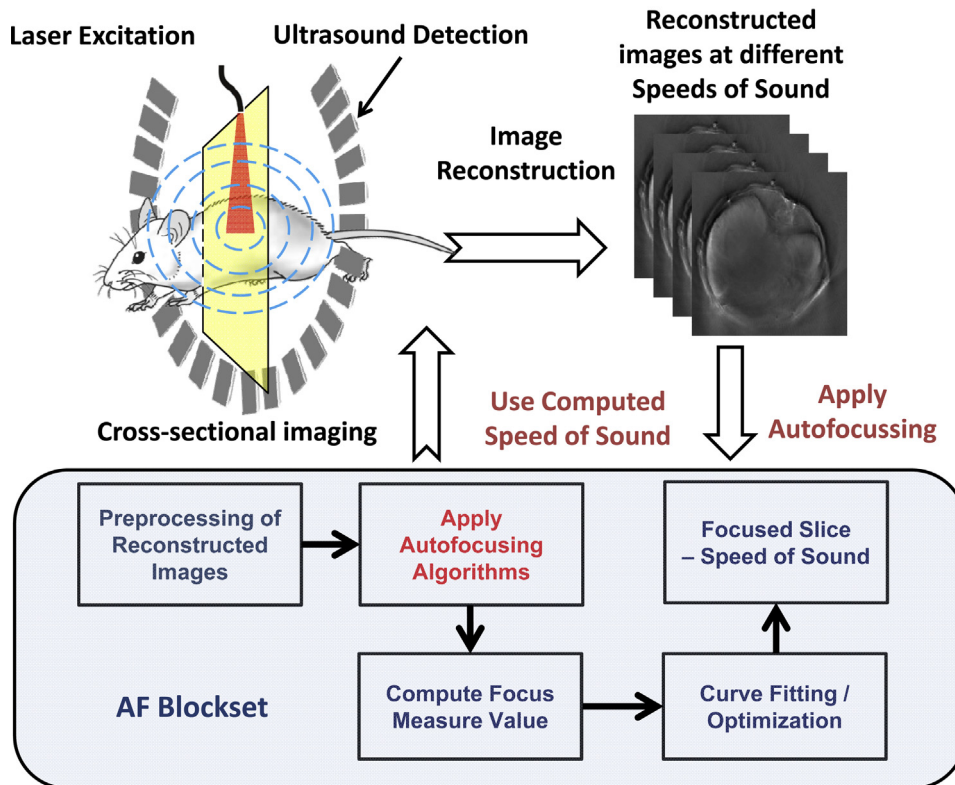 Laser Excitation
Ultrasound Detection
Reconstructed
images at different
Speeds of Sound
Image
Reconstruction
Cross-sectional imaging
Use Computed
Speed of Sound
Apply
Autofocussing
Preprocessing of
Reconstructed
Images
Apply
Autofocusing
Algorithms
Focused Slice
– Speed of Sound
AF Blockset
Compute Focus
Measure Value
Curve Fitting /
Optimization